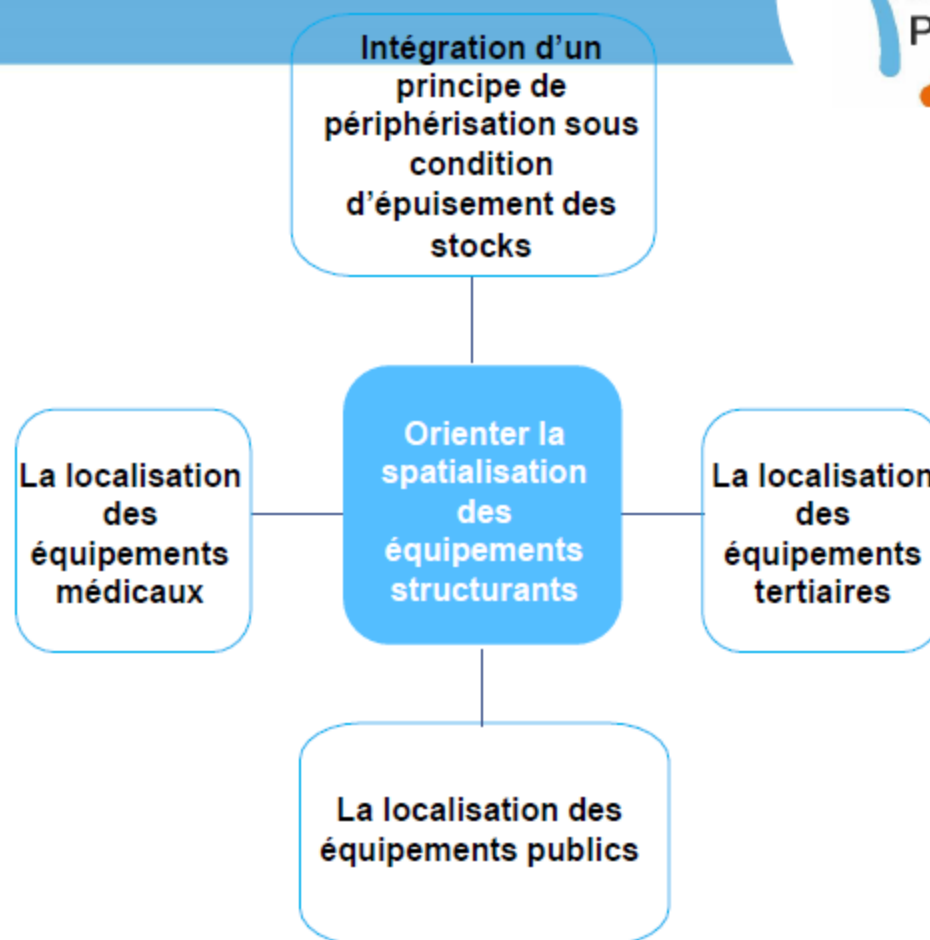 P
Intégration d’un
principe de
périphérisation sous
condition
d’épuisement des
stocks
La localisation
des
équipements
médicaux
Orienter la
spatialisation
des
équipements
structurants
La localisation
des
équipements
tertiaires
La localisation des
équipements publics